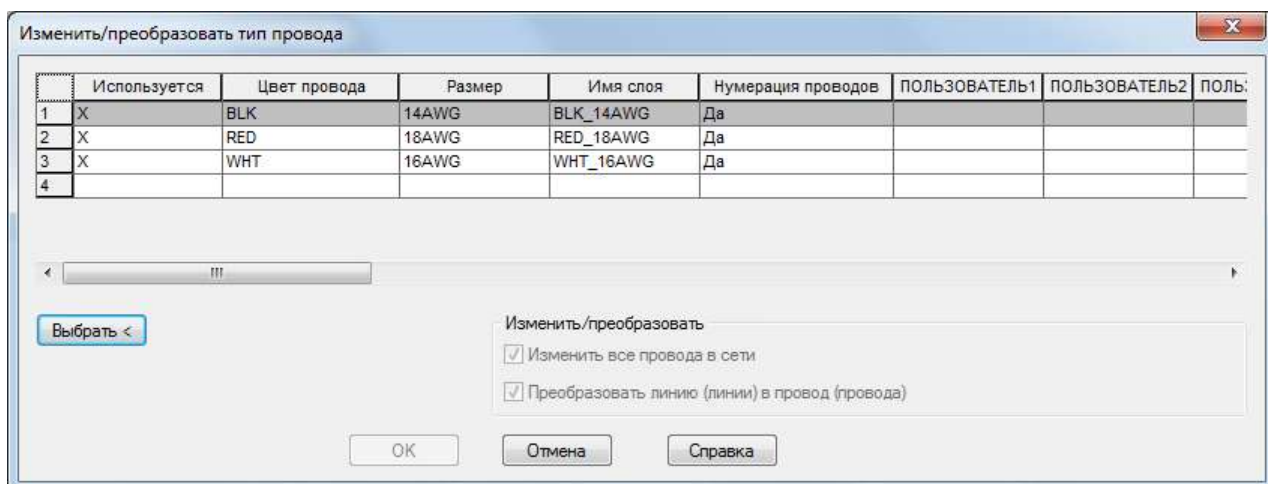 Изменить/преобразовать тип провода
Используется Цвет провода Размер Имя слоя Нумерация проводов ПОЛЬЗОВАТЕЛЬ1 ПОЛЬЗОВАТЕЛЬ2 ПОЛЬ
1 X BLK 14AWG BLK_14AWG Да
2 X RED 18AWG RED_18AWG Да
3 X WHT 16AWG WHT_16AWG Да
4
Выбрать <
Изменить/преобразовать
Изменить все провода в сети
Преобразовать линию (линии) в провод (провода)
OK Отмена Справка